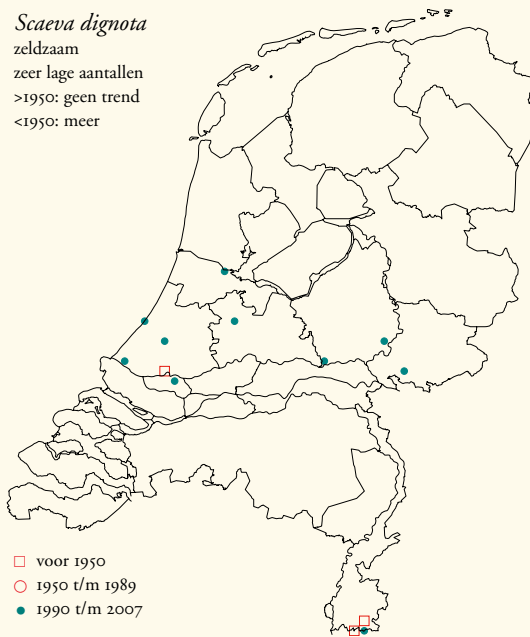 Scaeva dignota
zeldzaam
zeer lage aantallen
>1950: geen trend
<1950: meer
voor 1950
1950 t/m 1989
1990 t/m 2007